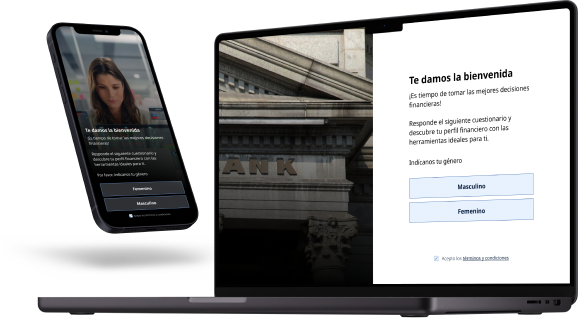 Te damos la bienvenida
¡Es tiempo de tomar las mejores decisiones
financieras!
Responde el siguiente cuestionario y
descubre tu perfil financiero con las
herramientas ideales para ti.
Por favor, indícanos tu género
Femenino
Masculino
BANK
Te damos la bienvenida
¡Es tiempo de tomar las mejores decisiones
financieras!
Responde el siguiente cuestionario y
descubre tu perfil financiero con las
herramientas ideales para ti.
Indícanos tu género
Masculino
Femenino
Acepta los términos y condiciones